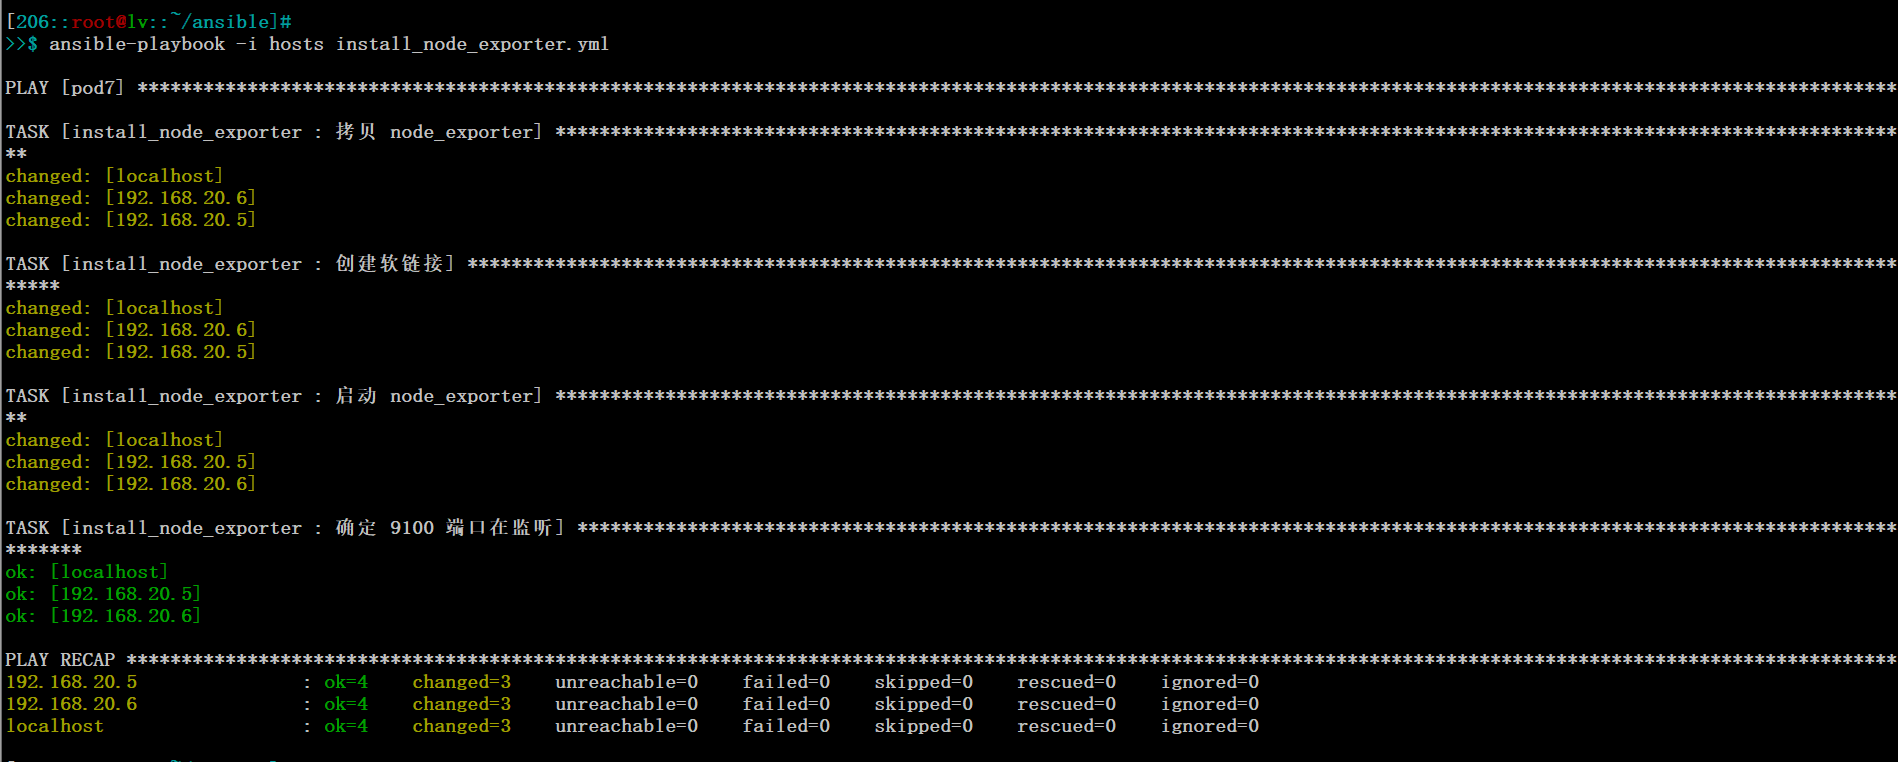 [206::root@lv::~/ansible]#
>>$ ansible-playbook -i hosts install_node_exporter.yml
PLAY [pod7] ****************************************************************************************************************************************************************
TASK [install_node_exporter : 拷贝 node_exporter] **************************************************************************************************************************
**
changed: [localhost]
changed: [192.168.20.6]
changed: [192.168.20.5]
TASK [install_node_exporter : 创建软链接] **********************************************************************************************************************************
*****
changed: [localhost]
changed: [192.168.20.6]
changed: [192.168.20.5]
TASK [install_node_exporter : 启动 node_exporter] **************************************************************************************************************************
**
changed: [localhost]
changed: [192.168.20.5]
changed: [192.168.20.6]
TASK [install_node_exporter : 确定 9100 端口在监听] ************************************************************************************************************************
*******
ok: [localhost]
ok: [192.168.20.5]
ok: [192.168.20.6]
PLAY RECAP *****************************************************************************************************************************************************************
192.168.20.5 : ok=4 changed=3 unreachable=0 failed=0 skipped=0 rescued=0 ignored=0
192.168.20.6 : ok=4 changed=3 unreachable=0 failed=0 skipped=0 rescued=0 ignored=0
localhost : ok=4 changed=3 unreachable=0 failed=0 skipped=0 rescued=0 ignored=0